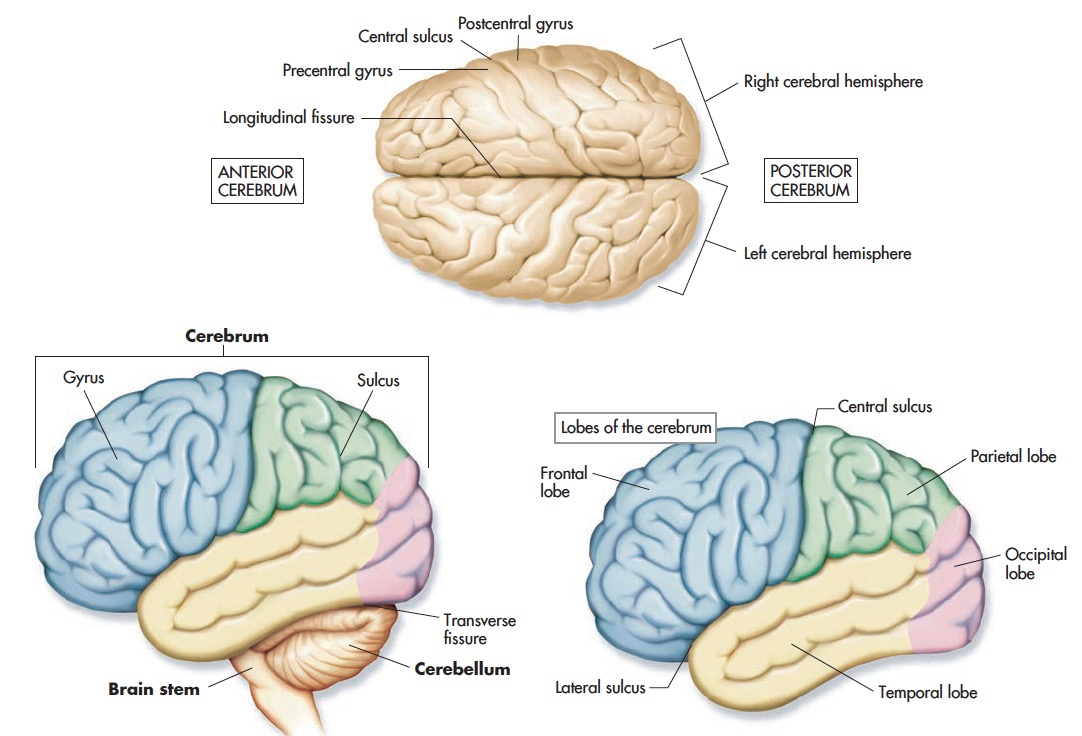 Postcentral gyrus
Central sulcus
Precentral gyrus
Right cerebral hemisphere
Longitudinal fissure
ANTERIOR
CEREBRUM
POSTERIOR
CEREBRUM
Left cerebral hemisphere
Cerebrum
Gyrus
Sulcus
Transverse
fissure
Cerebellum
Brain stem
Lobes of the cerebrum
Central sulcus
Frontal
lobe
Parietal lobe
Occipital
lobe
Lateral sulcus
Temporal lobe